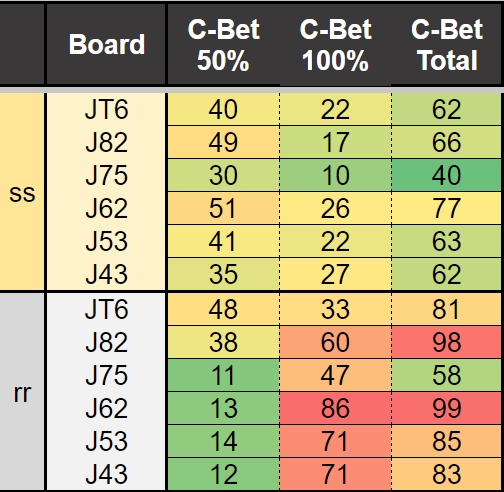 Board C-Bet 50% C-Bet 100% C-Bet Total
ss
JT6 40 22 62
J82 49 17 66
J75 30 10 40
J62 51 26 77
J53 41 22 63
J43 35 27 62
rr
JT6 48 33 81
J82 38 60 98
J75 11 47 58
J62 13 86 99
J53 14 71 85
J43 12 71 83